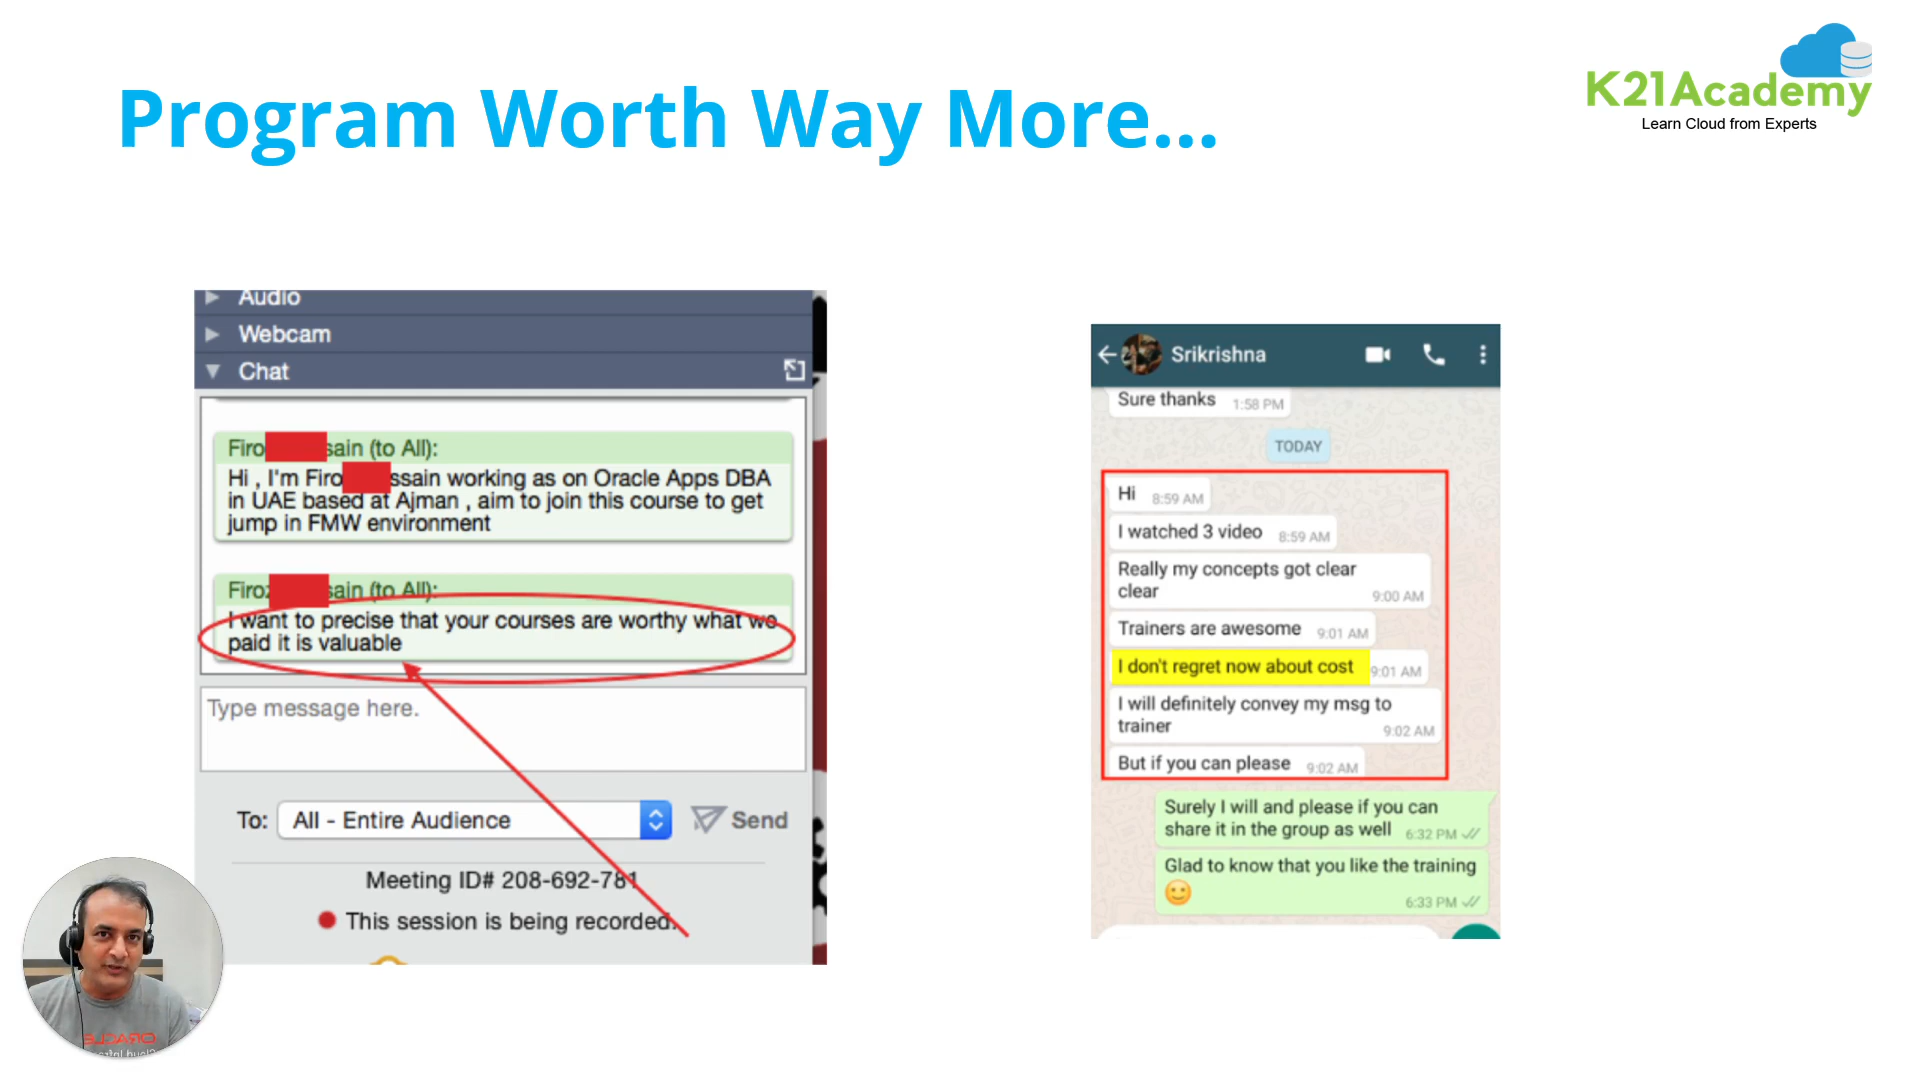 Program Worth Way More...
K21Academy
Learn Cloud from Experts
Audio
Webcam
Chat
Firo sain (to All):
Hi , I'm Firo ssain working as on Oracle Apps DBA
in UAE based at Ajman , aim to join this course to get
jump in FMW environment
Firoz sain (to All):
I want to precise that your courses are worthy what we
paid it is valuable
Type message here.
To: All - Entire Audience Send
Meeting ID# 208-692-781
This session is being recorded.
Srikrishna
Sure thanks 1:58 PM
TODAY
Hi 8:59 AM
I watched 3 video 8:59 AM
Really my concepts got clear
clear 9:00 AM
Trainers are awesome 9:01 AM
I don't regret now about cost 9:01 AM
I will definitely convey my msg to
trainer 9:02 AM
But if you can please 9:02 AM
Surely I will and please if you can
share it in the group as well 6:32 PM
Glad to know that you like the training
6:33 PM
ORACLE